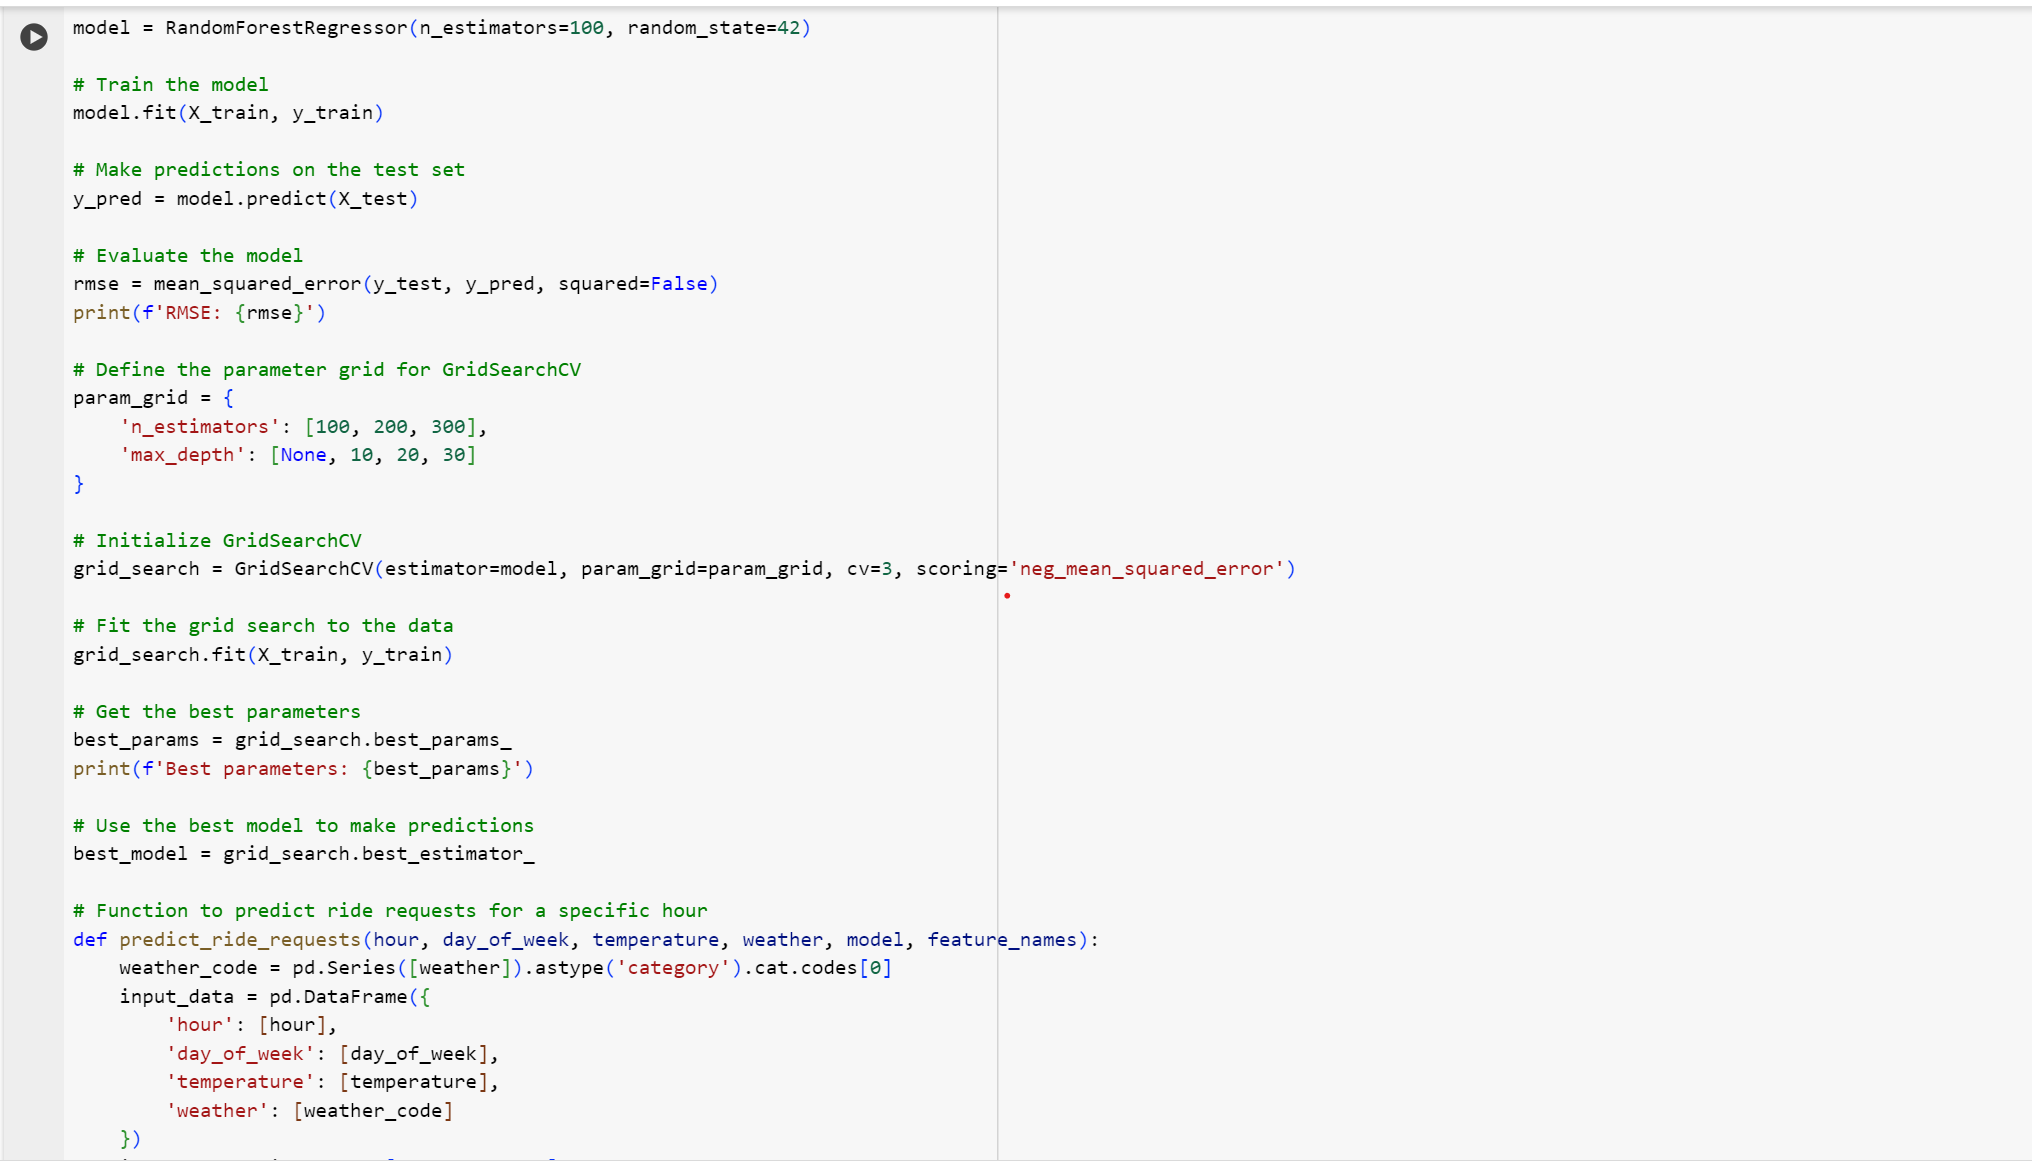 model = RandomForestRegressor(n_estimators=100, random_state=42)
# Train the model
model.fit(X_train, y_train)
# Make predictions on the test set
y_pred = model.predict(X_test)
# Evaluate the model
rmse = mean_squared_error(y_test, y_pred, squared=False)
print(f'RMSE: {rmse}')
# Define the parameter grid for GridSearchCV
param_grid = {
    'n_estimators': [100, 200, 300],
    'max_depth': [None, 10, 20, 30]
}
# Initialize GridSearchCV
grid_search = GridSearchCV(estimator=model, param_grid=param_grid, cv=3, scoring='neg_mean_squared_error')
# Fit the grid search to the data
grid_search.fit(X_train, y_train)
# Get the best parameters
best_params = grid_search.best_params_
print(f'Best parameters: {best_params}')
# Use the best model to make predictions
best_model = grid_search.best_estimator_
# Function to predict ride requests for a specific hour
def predict_ride_requests(hour, day_of_week, temperature, weather, model, feature_names):
    weather_code = pd.Series([weather]).astype('category').cat.codes[0]
    input_data = pd.DataFrame({
        'hour': [hour],
        'day_of_week': [day_of_week],
        'temperature': [temperature],
        'weather': [weather_code]
    })